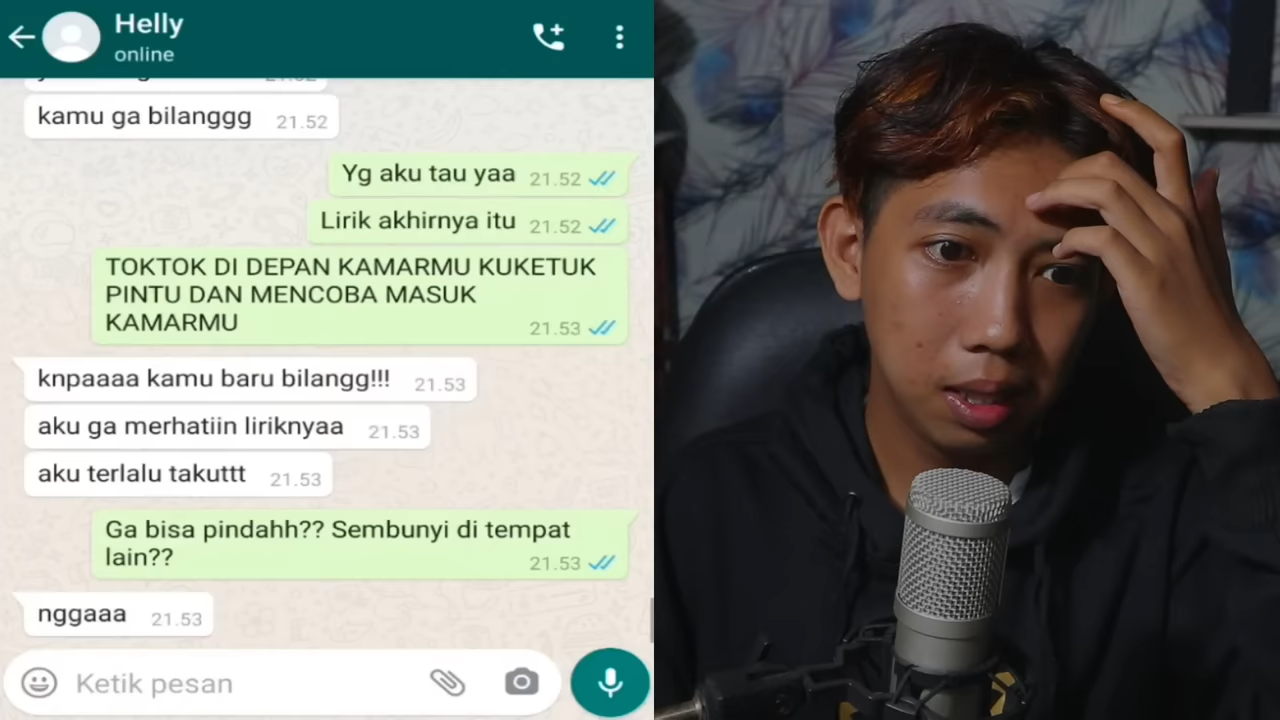 Helly
online
kamu ga bilanggg 21.52
Yg aku tau yaa 21.52
Lirik akhirnya itu 21.52
TOKTOK DI DEPAN KAMARMU KUKETUK
PINTU DAN MENCOBA MASUK
KAMARMU 21.53
knpaaaa kamu baru bilangg!!! 21.53
aku ga merhatiin liriknyaa 21.53
aku terlalu takuttt 21.53
Ga bisa pindahh?? Sembunyi di tempat
lain?? 21.53
nggaaa 21.53
Ketik pesan